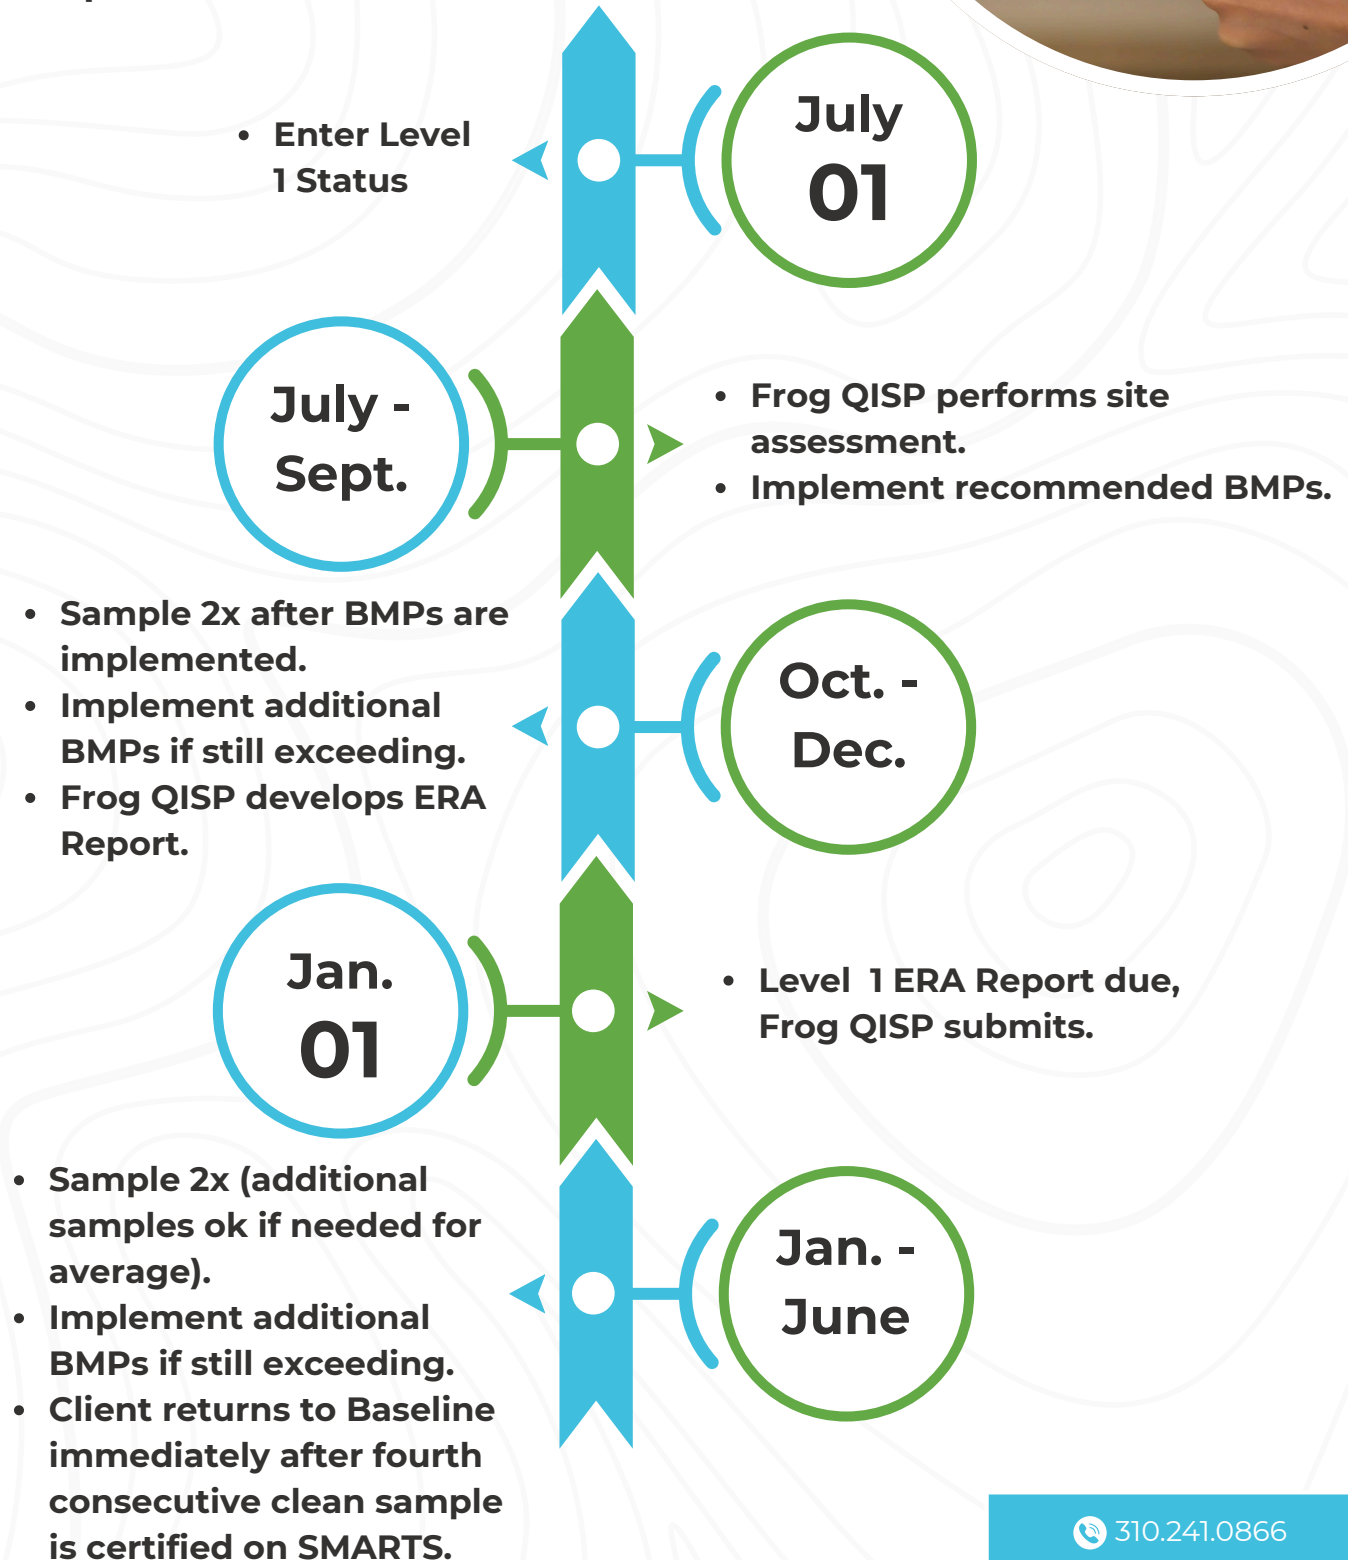 July
01
• Enter Level
1 Status
July -
Sept.
• Frog QISP performs site
assessment.
• Implement recommended BMPs.
Oct. -
Dec.
• Sample 2x after BMPs are
implemented.
• Implement additional
BMPs if still exceeding.
• Frog QISP develops ERA
Report.
Jan.
01
• Level 1 ERA Report due,
Frog QISP submits.
Jan. -
June
• Sample 2x (additional
samples ok if needed for
average).
• Implement additional
BMPs if still exceeding.
• Client returns to Baseline
immediately after fourth
consecutive clean sample
is certified on SMARTS.
310.241.0866